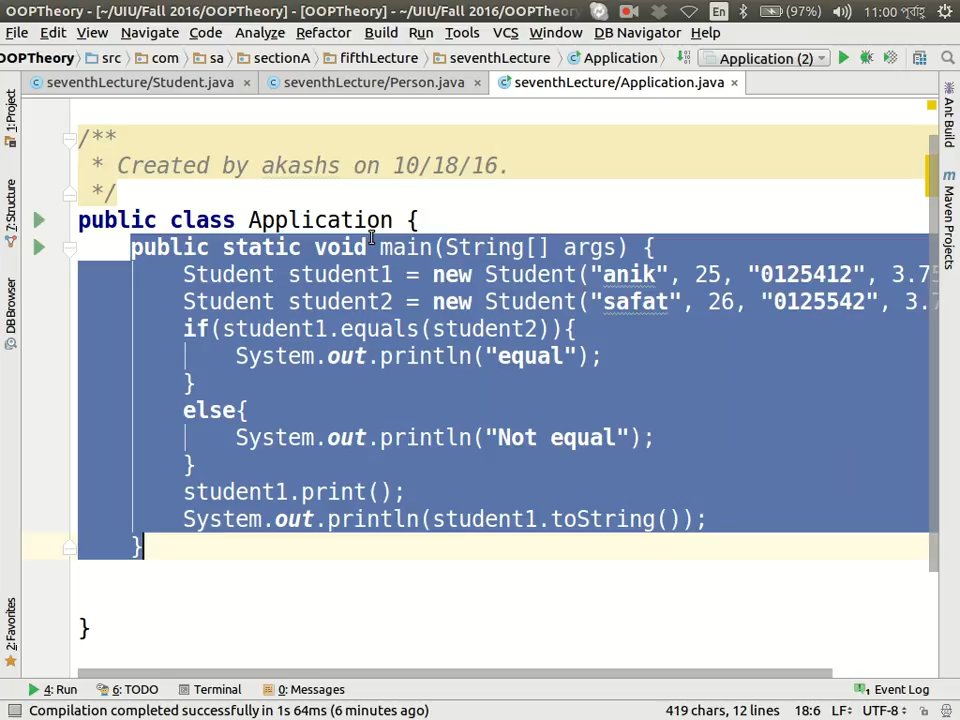 OOPTheory - [~/UIU/Fall 2016/OOPTheory] - [OOPTheory] - ~/UIU/Fall 2016/OOPTheory En (97%) 11:00 পূর্বাহ্ণ
File Edit View Navigate Code Analyze Refactor Build Run Tools VCS Window DB Navigator Help
OOPTheory src com sa sectionA fifthLecture seventhLecture Application Application (2)
seventhLecture/Student.java × seventhLecture/Person.java × seventhLecture/Application.java ×
1: Project
7: Structure
DB Browser
2: Favorites
Ant Build
Maven Projects
/**
* Created by akashs on 10/18/16.
*/
public class Application {
public static void main(String[] args) {
Student student1 = new Student("anik", 25, "0125412", 3.75
Student student2 = new Student("safat", 26, "0125542", 3.
if(student1.equals(student2)){
System.out.println("equal");
}
else{
System.out.println("Not equal");
}
student1.print();
System.out.println(student1.toString());
}
}
4: Run 6: TODO Terminal 0: Messages Event Log
Compilation completed successfully in 1s 64ms (6 minutes ago) 419 chars, 12 lines 18:6 LF÷ UTF-8÷